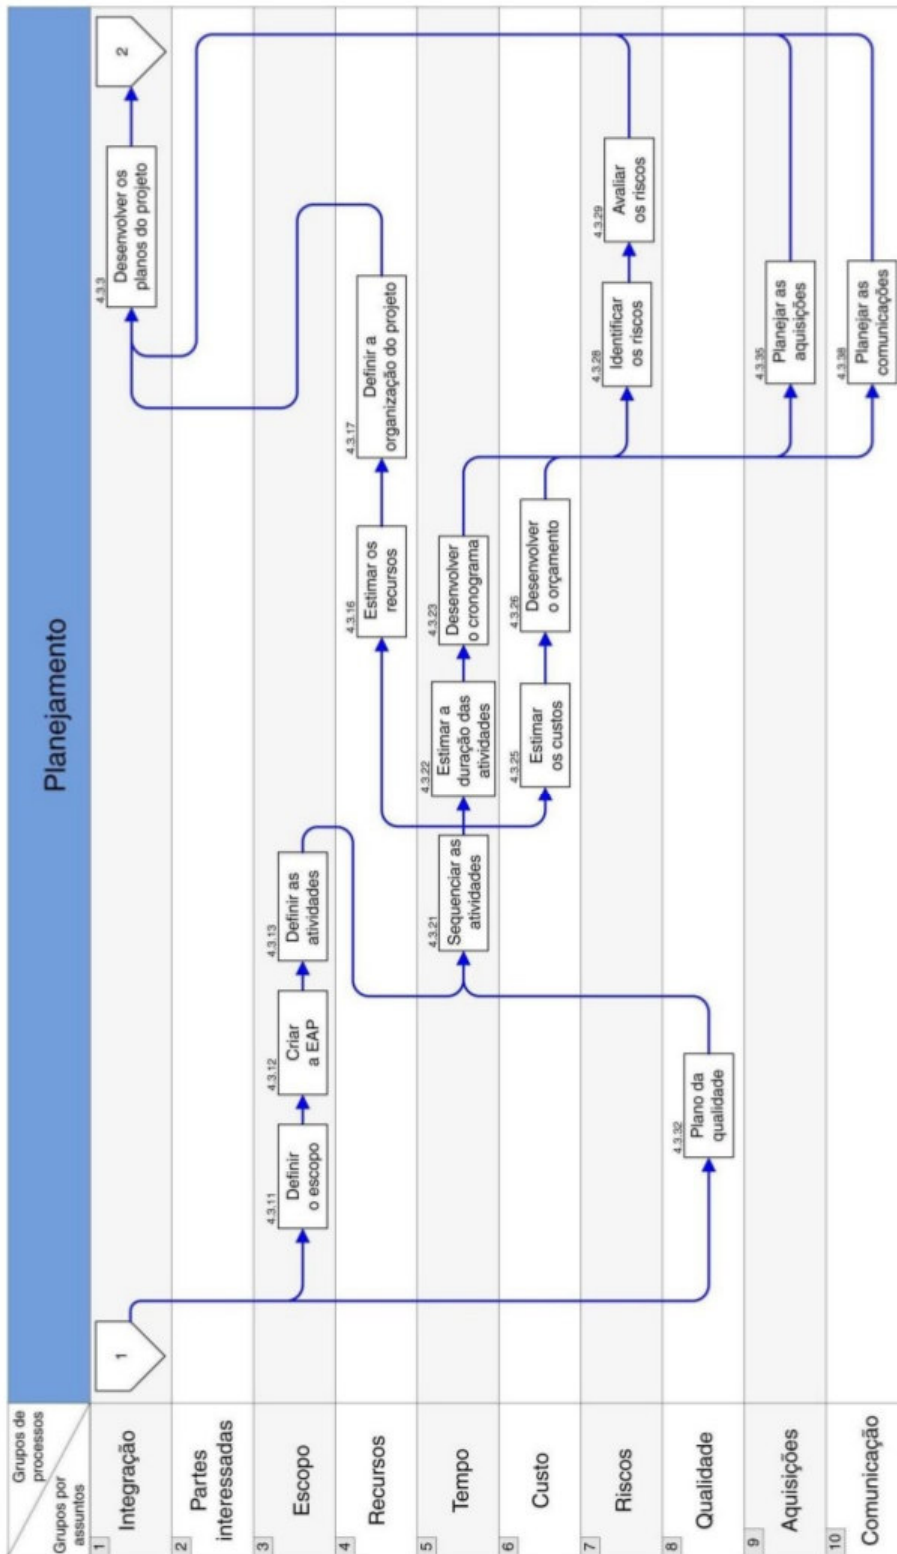 Planejamento
Grupos de
processos
Grupos por
assuntos
1
Integração
1
4.3.3
Desenvolver os
planos do projeto
2
2
Partes
interessadas
3
Escopo
4.3.11
Definir
o escopo
4.3.12
Criar
a EAP
4.3.13
Definir as
atividades
4
Recursos
4.3.16
Estimar os
recursos
4.3.17
Definir a
organização do projeto
5
Tempo
4.3.21
Sequenciar as
atividades
4.3.22
Estimar a
duração das
atividades
4.3.23
Desenvolver
o cronograma
6
Custo
4.3.25
Estimar
os custos
4.3.26
Desenvolver
o orçamento
7
Riscos
4.3.28
Identificar
os riscos
4.3.29
Avaliar
os riscos
8
Qualidade
4.3.32
Plano da
qualidade
9
Aquisições
4.3.35
Planejar as
aquisições
10
Comunicação
4.3.38
Planejar as
comunicações